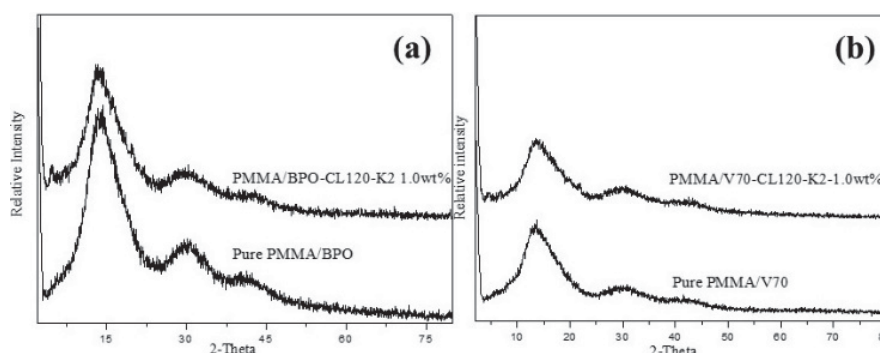 (a)
Relative Intensity
PMMA/BPO-CL120-K2 1.0wt%
Pure PMMA/BPO
15 30 45 60 75
2-Theta
(b)
Relative intensity
PMMA/V70-CL120-K2-1.0wt%
Pure PMMA/V70
10 20 30 40 50 60 70 80
2-Theta